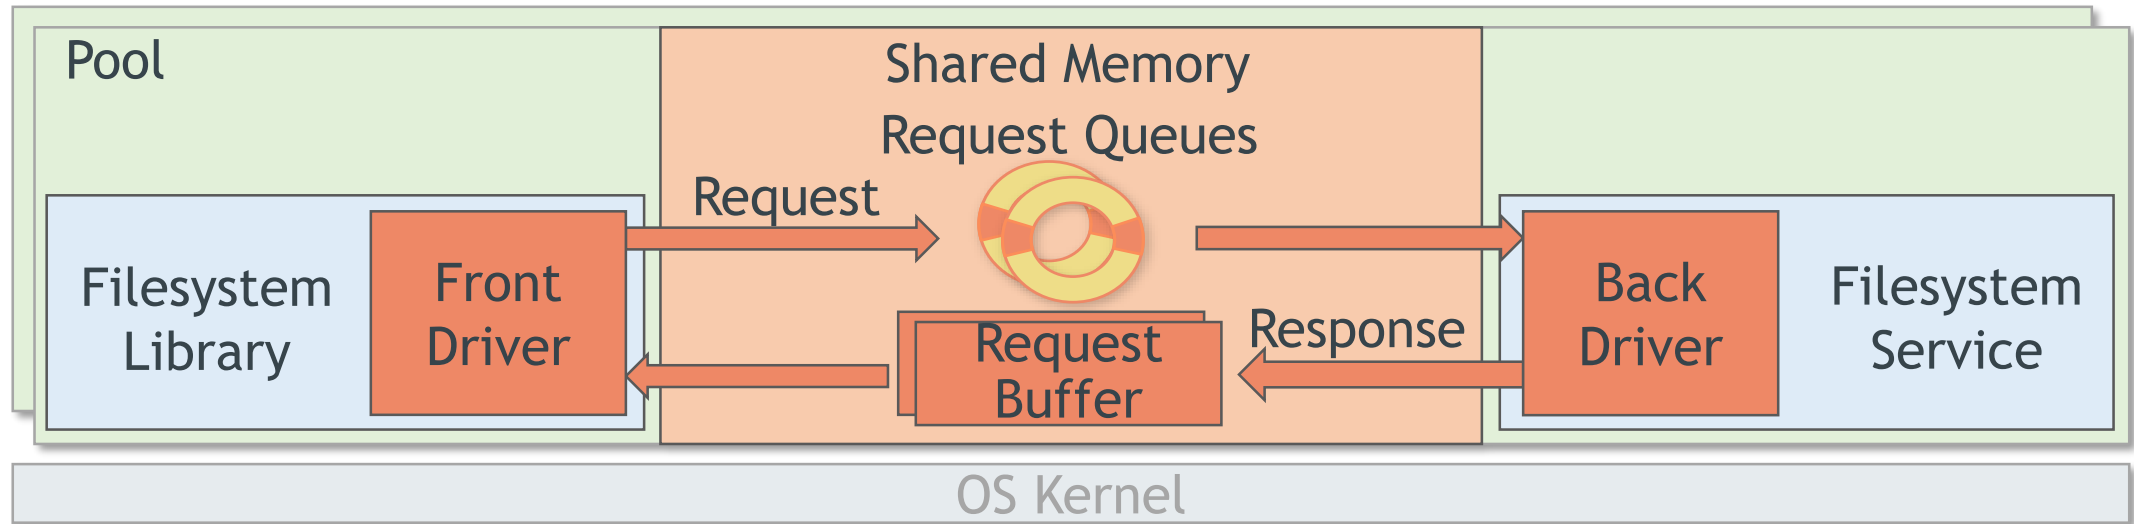 Pool
Shared Memory
Request Queues
Request
Filesystem
Library
Front
Driver
Back
Driver
Filesystem
Service
Response
Request
Buffer
OS Kernel